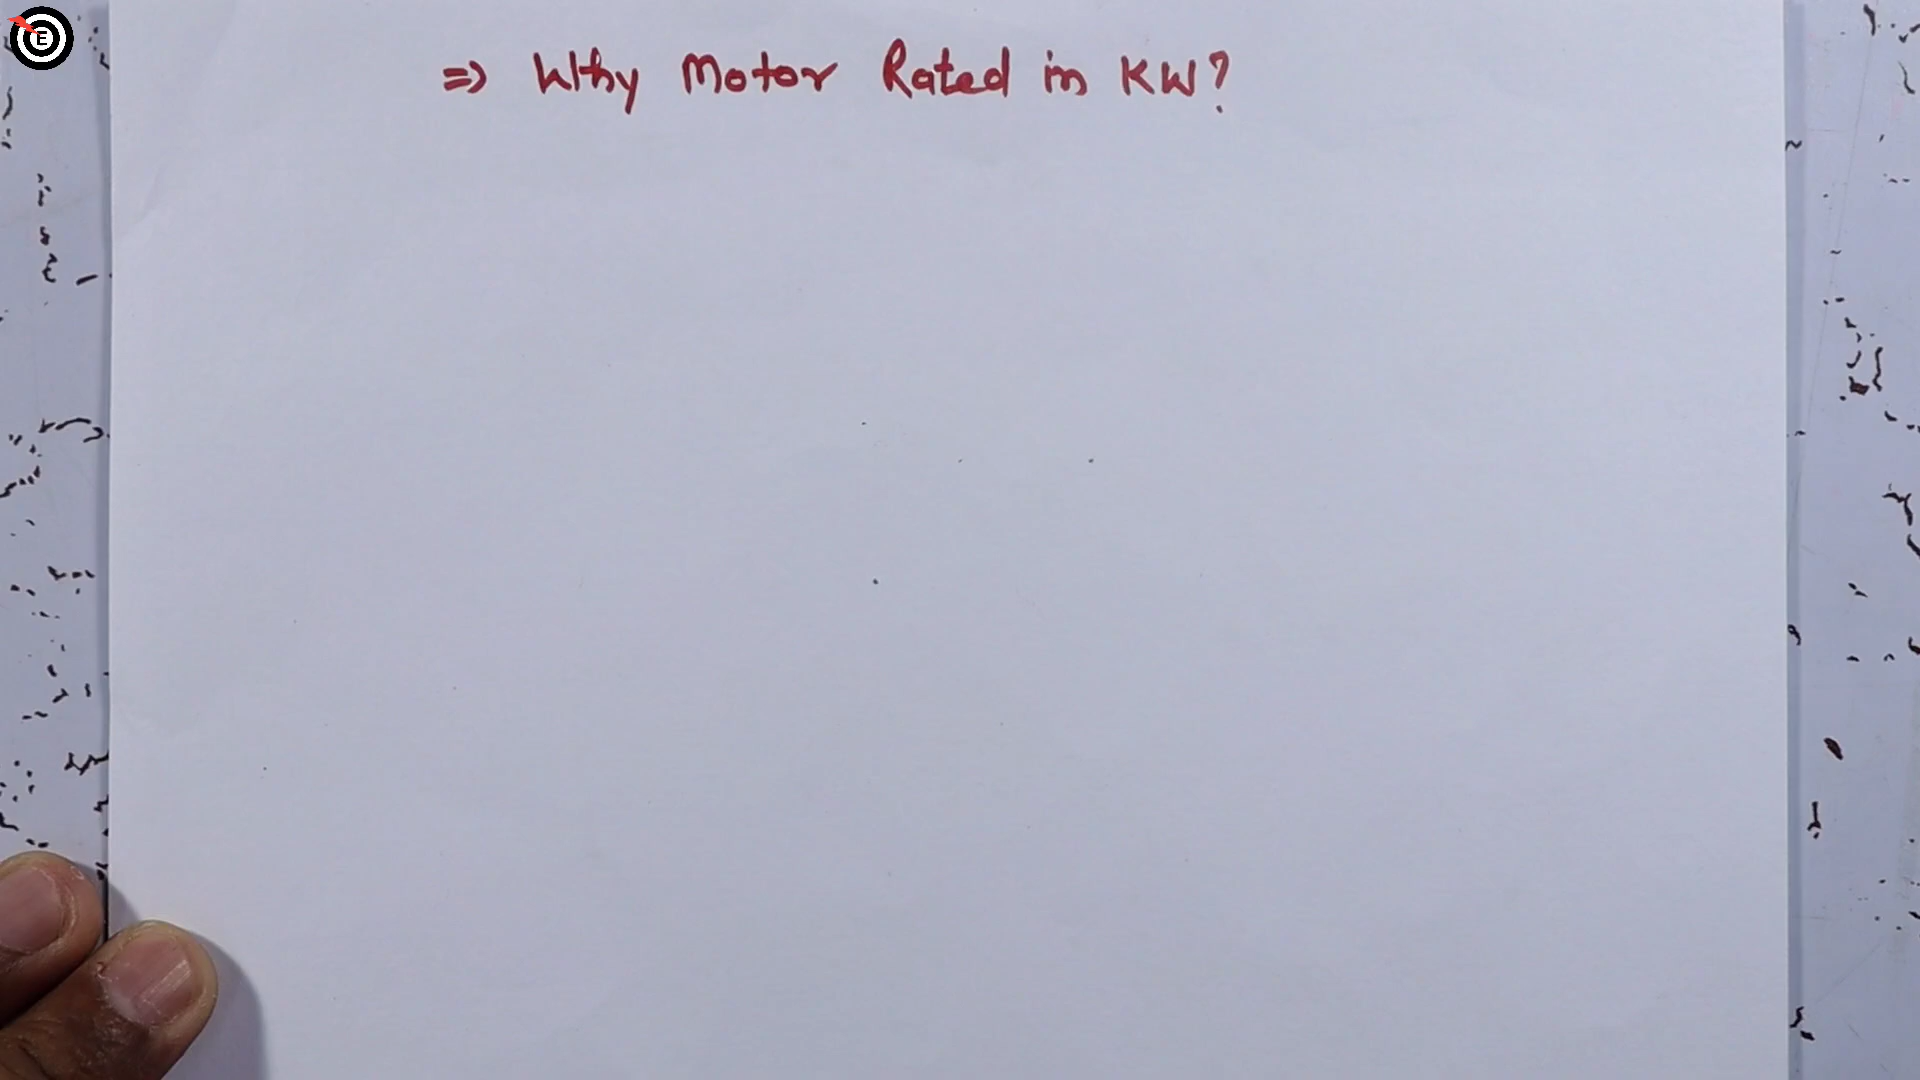 E
⇒ Why Motor Rated in KW?